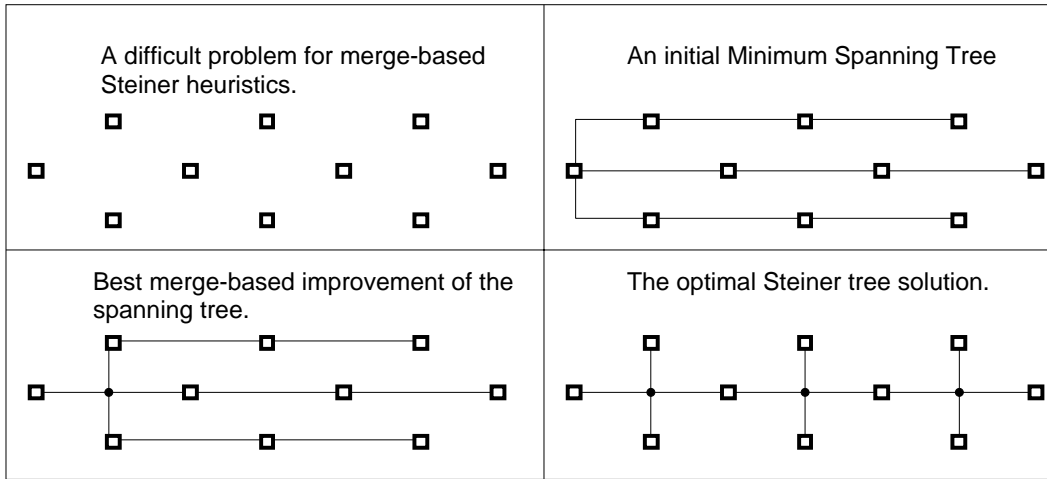 A difficult problem for merge-based
Steiner heuristics.
An initial Minimum Spanning Tree
Best merge-based improvement of the
spanning tree.
The optimal Steiner tree solution.